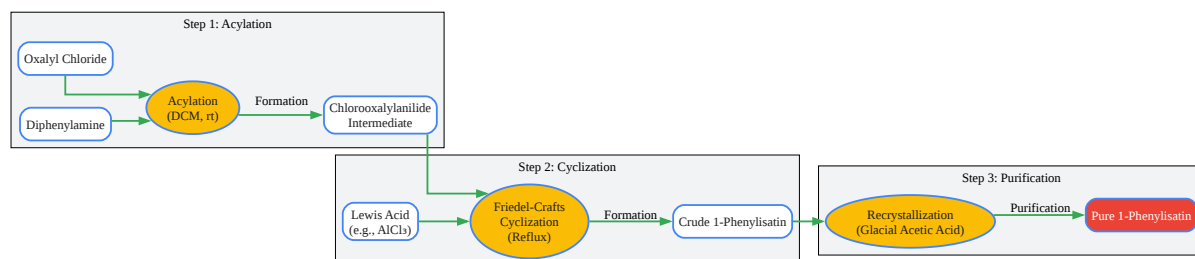 Step 1: Acylation
Oxalyl Chloride
Diphenylamine
Acylation
(DCM, rt)
Formation
Chlorooxalylanilide
Intermediate
Step 2: Cyclization
Lewis Acid
(e.g., AlCl₃)
Friedel-Crafts
Cyclization
(Reflux)
Formation
Crude 1-Phenylisatin
Step 3: Purification
Recrystallization
(Glacial Acetic Acid)
Purification
Pure 1-Phenylisatin